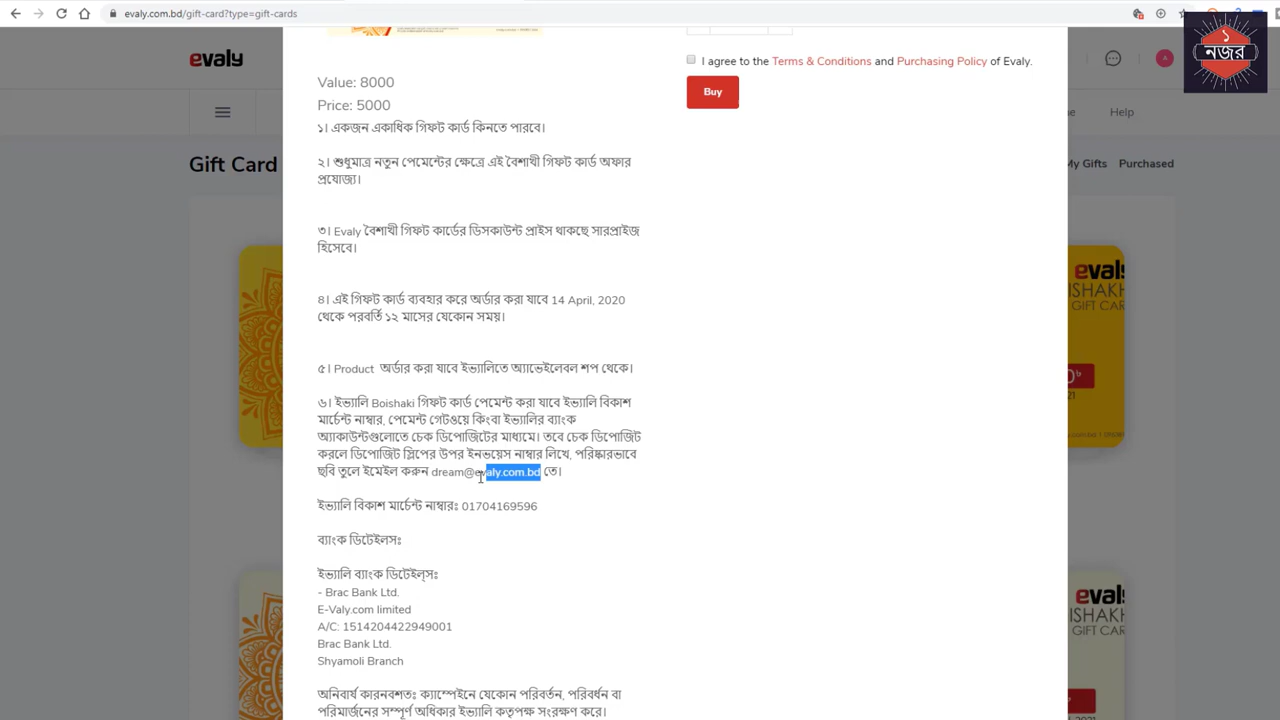 evaly.com.bd/gift-card?type=gift-cards
১
নজর
evaly
I agree to the Terms & Conditions and Purchasing Policy of Evaly.
Buy
Help
Gift Card
My Gifts
Purchased
Value: 8000
Price: 5000
১। একজন একাধিক গিফট কার্ড কিনতে পারবে।
২। শুধুমাত্র নতুন পেমেন্টের ক্ষেত্রে এই বৈশাখী গিফট কার্ড অফার
প্রযোজ্য।
৩। Evaly বৈশাখী গিফট কার্ডের ডিসকাউন্ট প্রাইস থাকছে সারপ্রাইজ
হিসেবে।
৪। এই গিফট কার্ড ব্যবহার করে অর্ডার করা যাবে 14 April, 2020
থেকে পরবর্তি ১২ মাসের যেকোন সময়।
৫। Product অর্ডার করা যাবে ইভ্যালিতে অ্যাভেইলেবল শপ থেকে।
৬। ইভ্যালি Boishaki গিফট কার্ড পেমেন্ট করা যাবে ইভ্যালি বিকাশ
মার্চেন্ট নাম্বার, পেমেন্ট গেটওয়ে কিংবা ইভ্যালির ব্যাংক
অ্যাকাউন্টগুলোতে চেক ডিপোজিটের মাধ্যমে। তবে চেক ডিপোজিট
করলে ডিপোজিট স্লিপের উপর ইনভয়েস নাম্বার লিখে, পরিষ্কারভাবে
ছবি তুলে ইমেইল করুন dream@evaly.com.bd তে।
ইভ্যালি বিকাশ মার্চেন্ট নাম্বারঃ 01704169596
ব্যাংক ডিটেইলসঃ
ইভ্যালি ব্যাংক ডিটেইল্সঃ
- Brac Bank Ltd.
E-Valy.com limited
A/C: 1514204422949001
Brac Bank Ltd.
Shyamoli Branch
অনিবার্য কারনবশতঃ ক্যাম্পেইনে যেকোন পরিবর্তন, পরিবর্ধন বা
পরিমার্জনের সম্পূর্ণ অধিকার ইভ্যালি কতৃপক্ষ সংরক্ষণ করে।